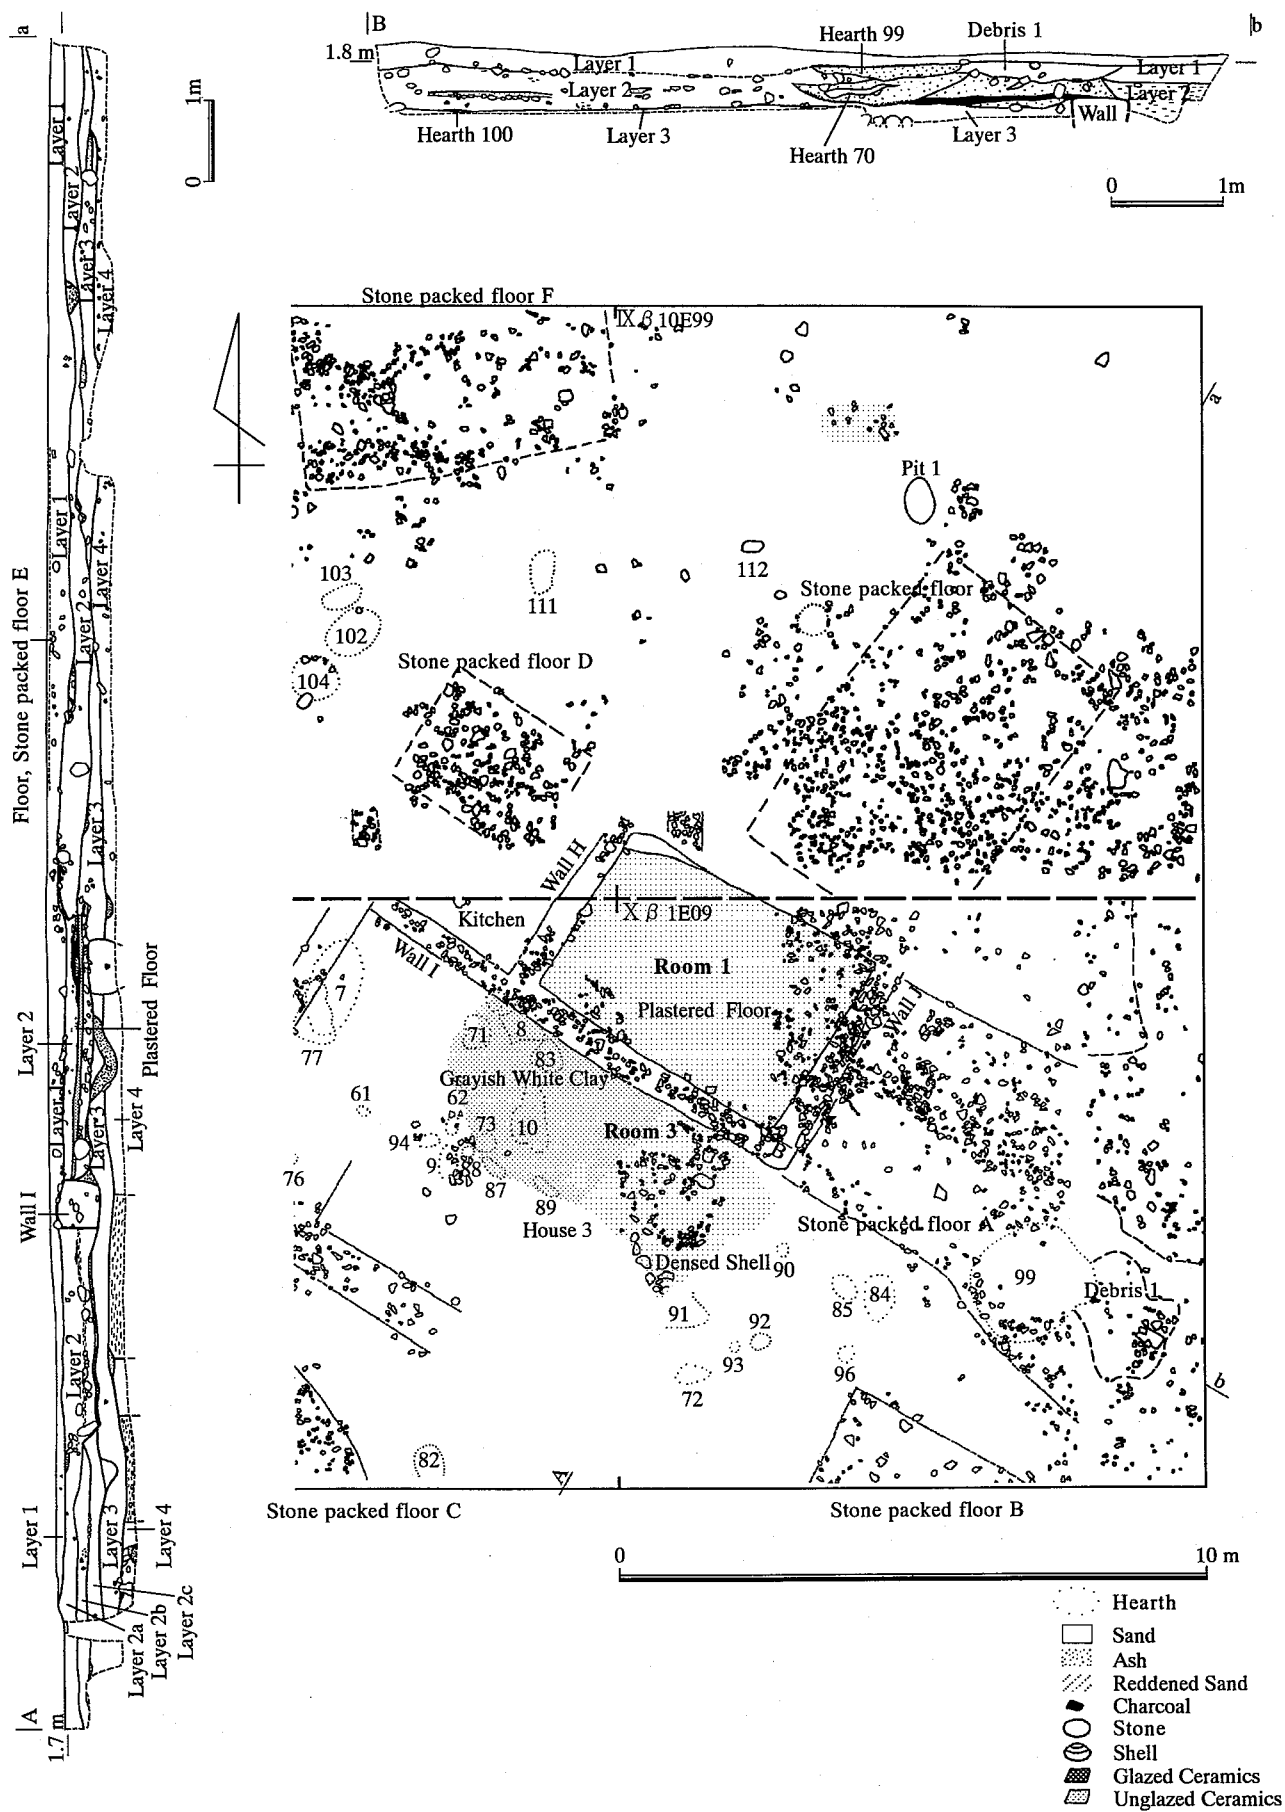 B
b
1.8 m
Hearth 99
Debris 1
Layer 1
Layer 1
Layer 2
Layer 2
Hearth 100
Layer 3
Hearth 70
Layer 3
Wall
0 1m
a
1m
0
Layer 1
Layer 2
Layer 3
Layer 4
Floor, Stone packed floor E
Layer 1
Layer 2
Layer 4
Layer 3
Plastered Floor
Layer 2
Layer 1
Layer 3
Layer 4
Wall I
Layer 2
Layer 1
Layer 3
Layer 4
Layer 2a
Layer 2b
Layer 2c
A
1.7 m
Stone packed floor F
Ⅸ β 10E99
a
Pit 1
103
111
112
102
Stone packed floor
104
Stone packed floor D
Wall H
Kitchen
Ⅹ β 1E09
Wall I
Room 1
7
Plastered Floor
Wall J
71
8
77
83
Grayish White Clay
61
62
73
10
Room 3
94
9
88
76
87
89
House 3
Stone packed floor A
Densed Shell
90
99
Debris 1
91
85
84
92
93
96
72
b
82
A
Stone packed floor C
Stone packed floor B
0 10 m
Hearth
Sand
Ash
Reddened Sand
Charcoal
Stone
Shell
Glazed Ceramics
Unglazed Ceramics